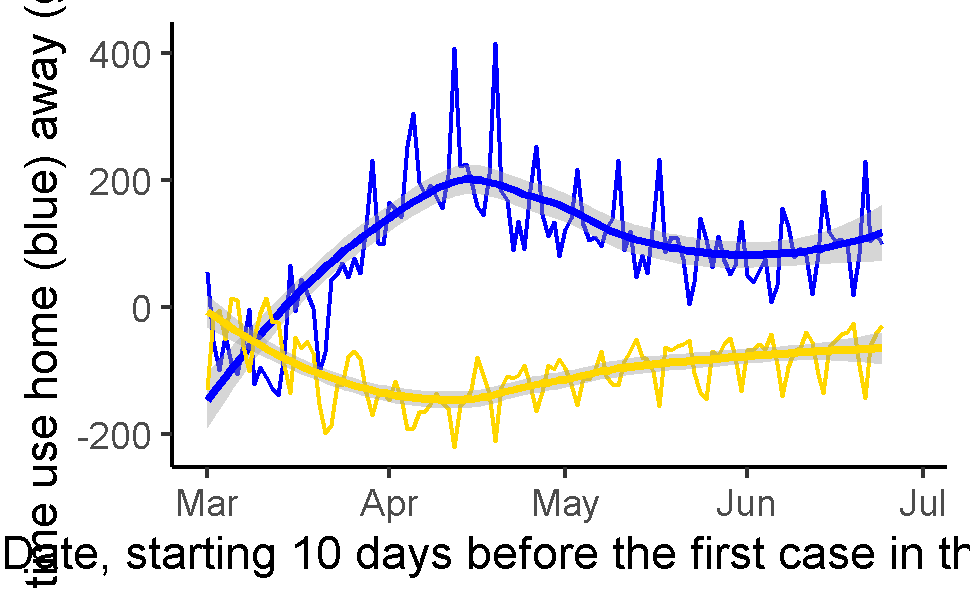 time use home (blue) away (
400
200
0
-200
Mar Apr May Jun Jul
Date, starting 10 days before the first case in th